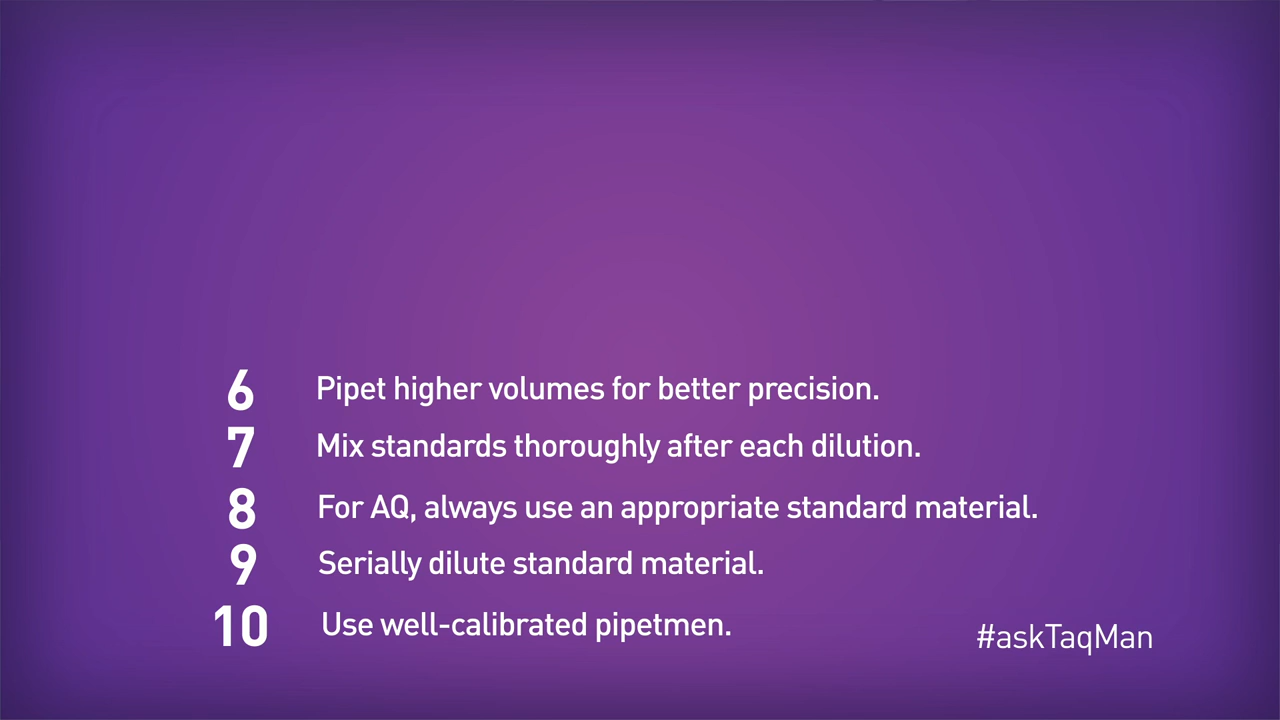 6 Pipet higher volumes for better precision.
7 Mix standards thoroughly after each dilution.
8 For AQ, always use an appropriate standard material.
9 Serially dilute standard material.
10 Use well-calibrated pipetmen.
#askTaqMan